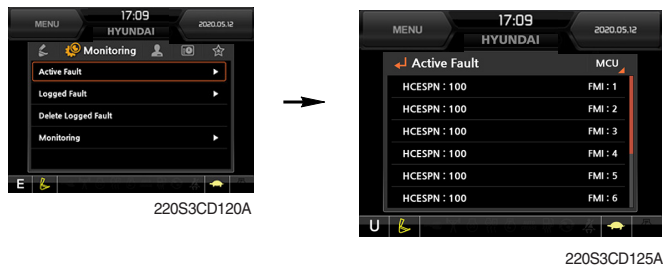 MENU
17:09
HYUNDAI
2020.05.12
Monitoring
Active Fault
Logged Fault
Delete Logged Fault
Monitoring
E
220S3CD120A
MENU
17:09
HYUNDAI
2020.05.12
Active Fault
MCU
HCESPN : 100 FMI : 1
HCESPN : 100 FMI : 2
HCESPN : 100 FMI : 3
HCESPN : 100 FMI : 4
HCESPN : 100 FMI : 5
HCESPN : 100 FMI : 6
U
220S3CD125A